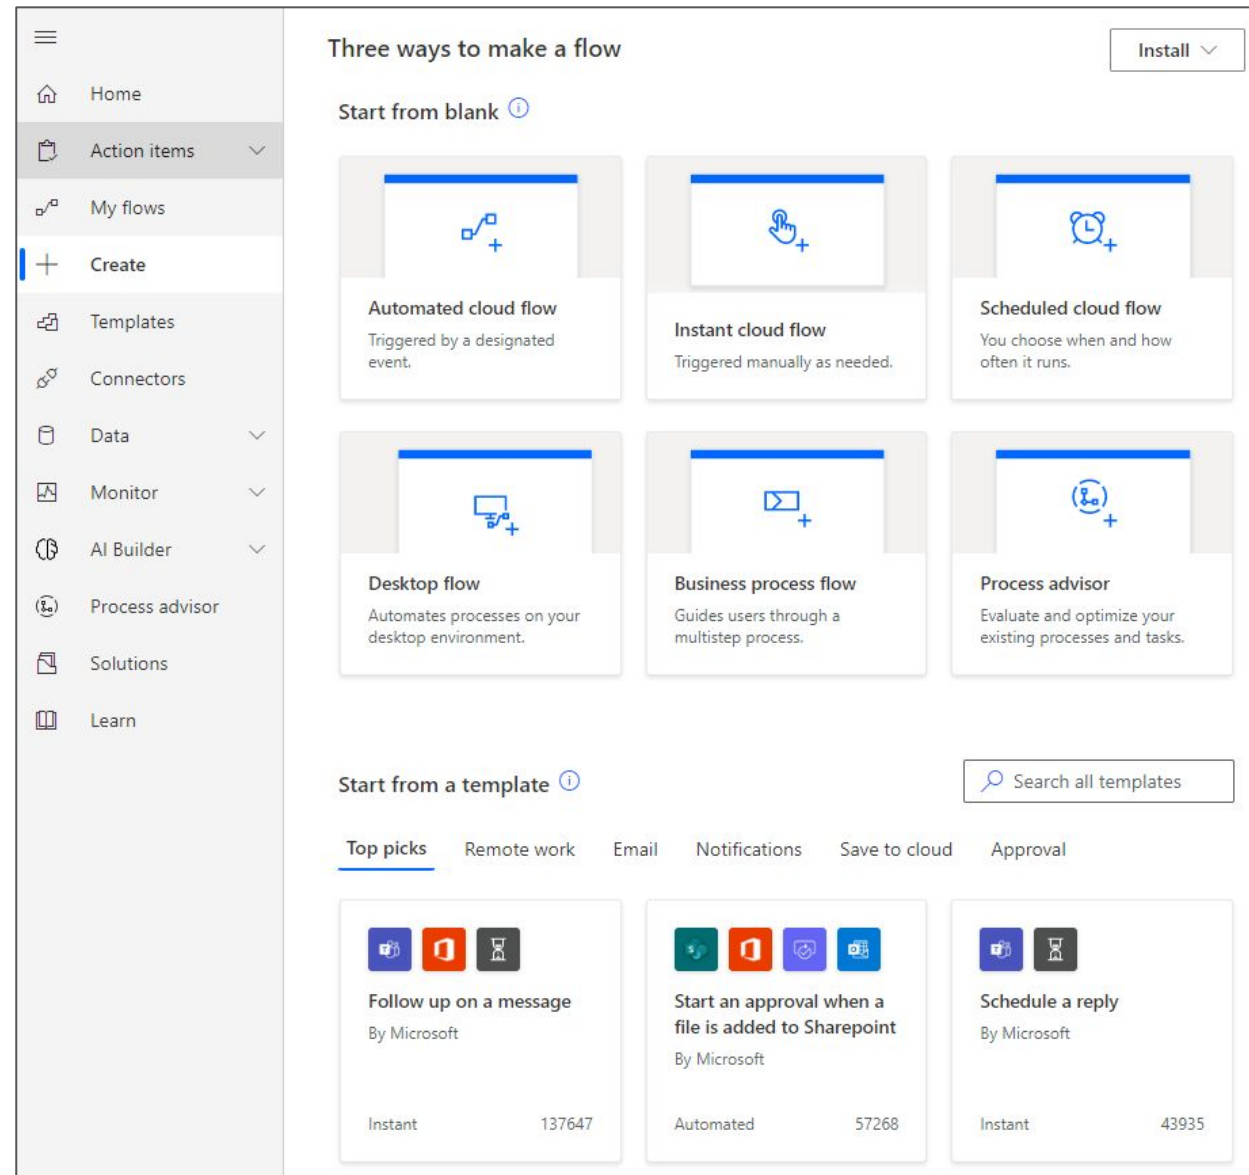 Home
Action items
My flows
Create
Templates
Connectors
Data
Monitor
AI Builder
Process advisor
Solutions
Learn
Three ways to make a flow
Install
Start from blank
Automated cloud flow
Triggered by a designated
event.
Instant cloud flow
Triggered manually as needed.
Scheduled cloud flow
You choose when and how
often it runs.
Desktop flow
Automates processes on your
desktop environment.
Business process flow
Guides users through a
multistep process.
Process advisor
Evaluate and optimize your
existing processes and tasks.
Start from a template
Search all templates
Top picks Remote work Email Notifications Save to cloud Approval
Follow up on a message
By Microsoft
Instant 137647
Start an approval when a
file is added to Sharepoint
By Microsoft
Automated 57268
Schedule a reply
By Microsoft
Instant 43935